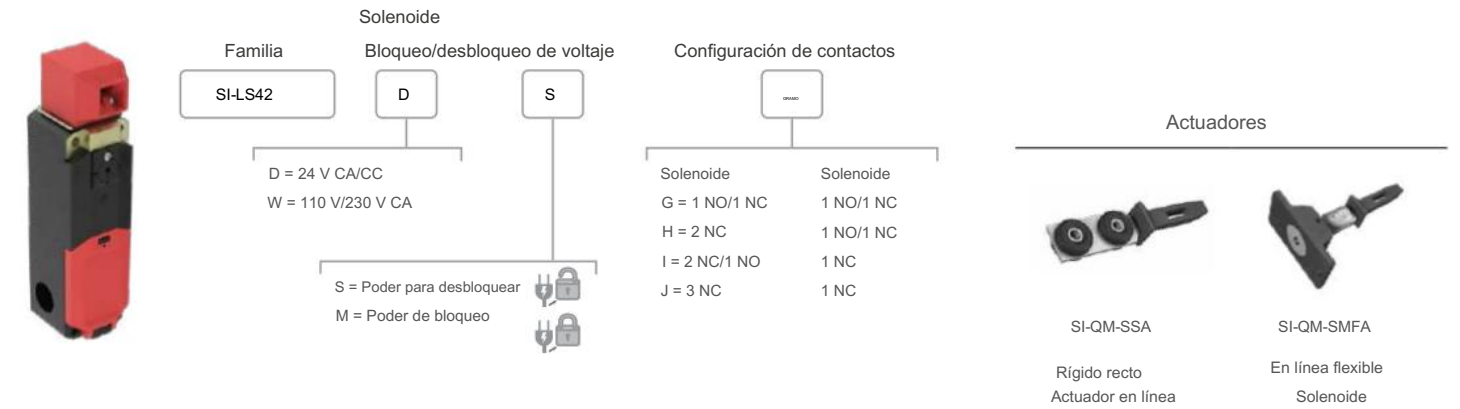 Solenoide
Familia
Bloqueo/desbloqueo de voltaje
Configuración de contactos
SI-LS42
D
S
GRAMO
D = 24 V CA/CC
W = 110 V/230 V CA
S = Poder para desbloquear
M = Poder de bloqueo
Solenoide Solenoide
G = 1 NO/1 NC 1 NO/1 NC
H = 2 NC 1 NO/1 NC
I = 2 NC/1 NO 1 NC
J = 3 NC 1 NC
Actuadores
SI-QM-SSA
Rígido recto
Actuador en línea
SI-QM-SMFA
En línea flexible
Solenoide